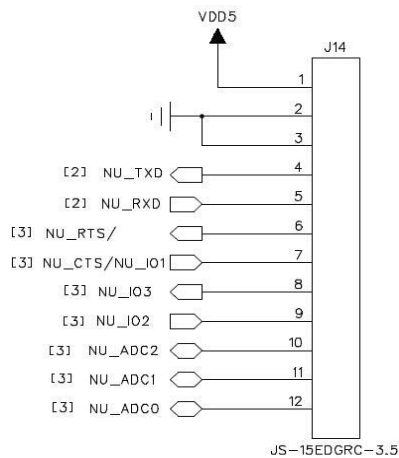 VDD5
J14
1
2
3
[2] NU_TXD 4
[2] NU_RXD 5
[3] NU_RTS/ 6
[3] NU_CTS/NU_IO1 7
[3] NU_IO3 8
[3] NU_IO2 9
[3] NU_ADC2 10
[3] NU_ADC1 11
[3] NU_ADC0 12
JS-15EDGRC-3.5